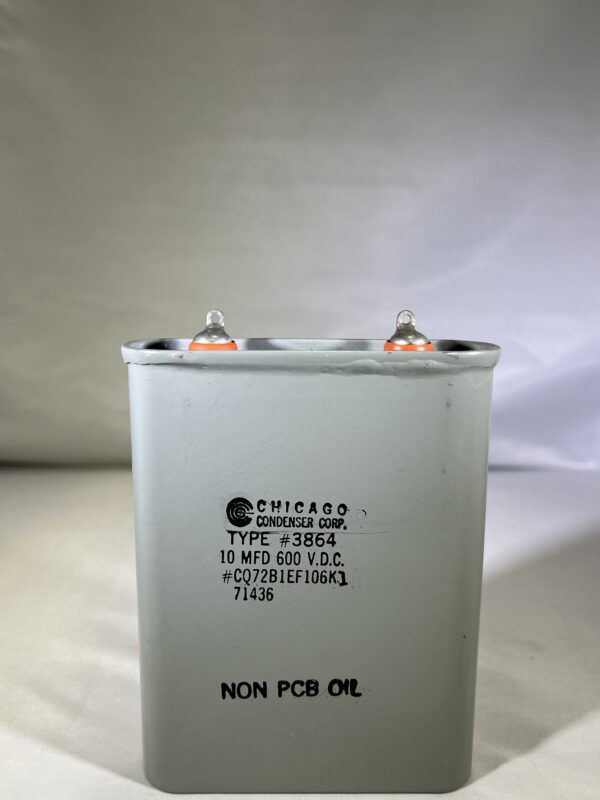 CHICAGO
CONDENSER CORP.
TYPE #3864
10 MFD 600 V.D.C.
#CQ72B1EF106K1
71436
NON PCB OIL